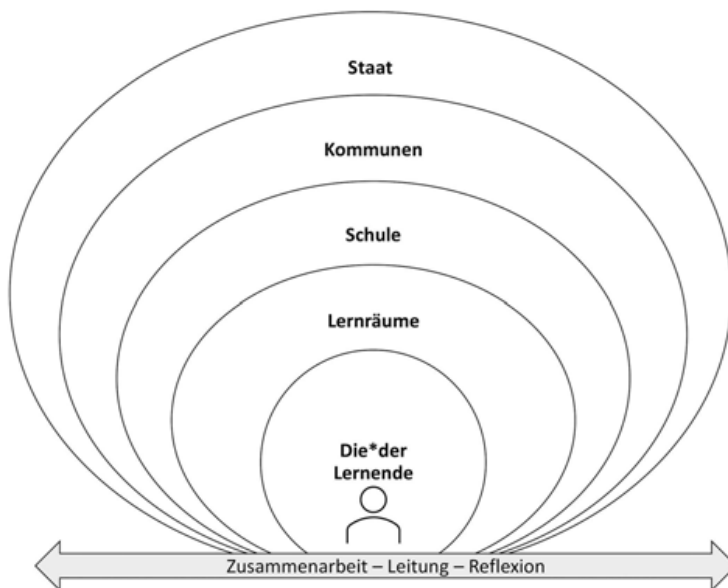 Staat
Kommunen
Schule
Lernräume
Die*der
Lernende
Zusammenarbeit – Leitung – Reflexion